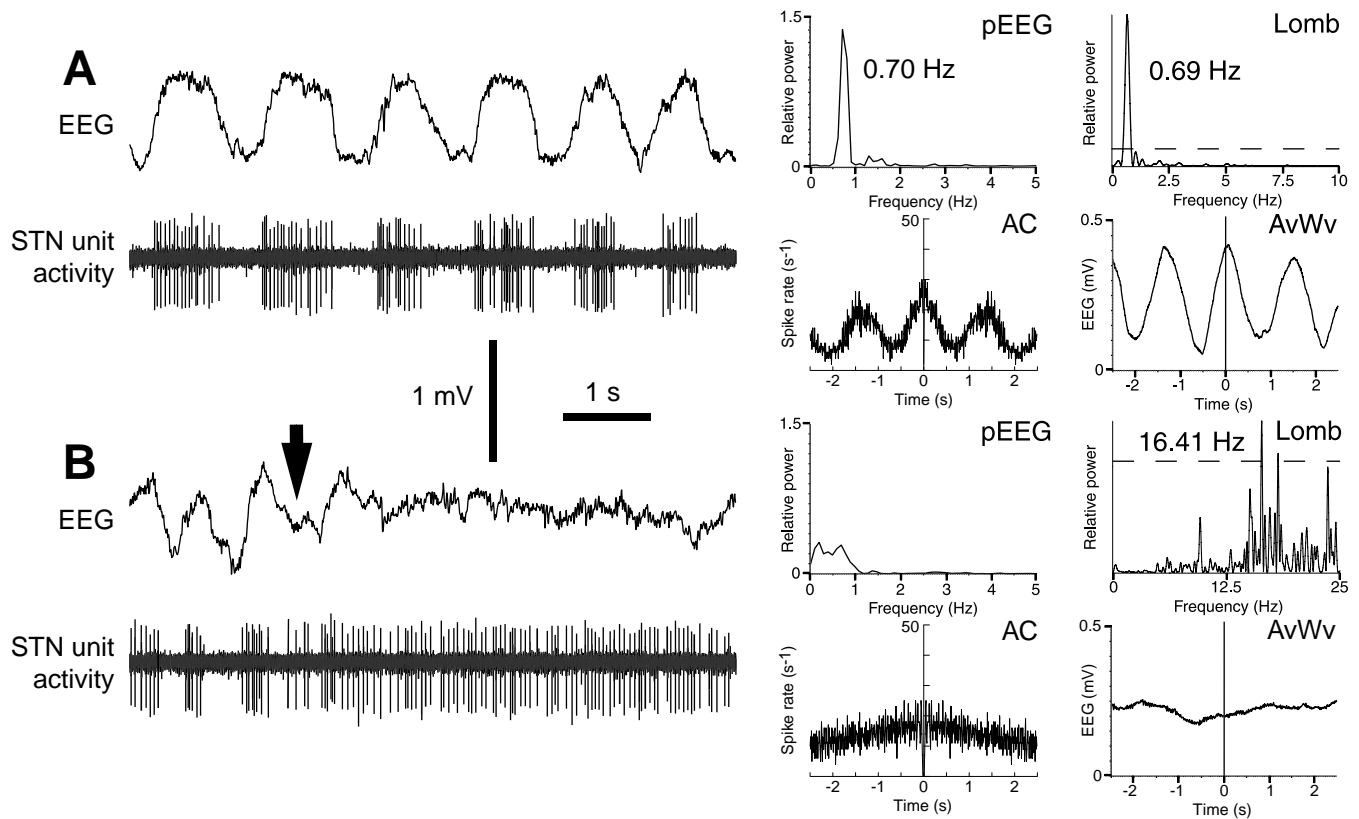 A
EEG
STN unit
activity
1 mV
1 s
B
EEG
STN unit
activity
pEEG
0.70 Hz
Relative power
1.5
0
0 1 2 3 4 5
Frequency (Hz)
Lomb
0.69 Hz
Relative power
0 2.5 5 7.5 10
Frequency (Hz)
AC
50
Spike rate (s-1)
-2 -1 0 1 2
Time (s)
AvWv
0.5
0
EEG (mV)
-2 -1 0 1 2
Time (s)
pEEG
1.5
0
Relative power
0 1 2 3 4 5
Frequency (Hz)
Lomb
16.41 Hz
Relative power
0 12.5 25
Frequency (Hz)
AC
50
Spike rate (s-1)
-2 -1 0 1 2
Time (s)
AvWv
0.5
0
EEG (mV)
-2 -1 0 1 2
Time (s)